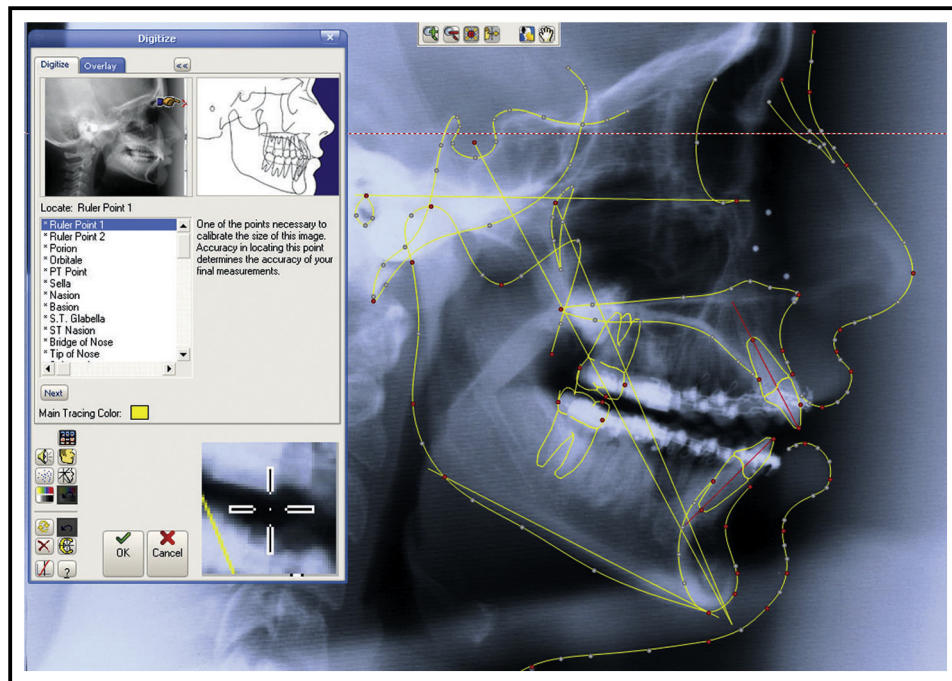 Digitize
Digitize
Overlay
<<
Locate: Ruler Point 1
* Ruler Point 1
* Ruler Point 2
* Porion
* Orbitale
* PT Point
* Sella
* Nasion
* Basion
* S.T. Glabella
* ST Nasion
* Bridge of Nose
* Tip of Nose
One of the points necessary to
calibrate the size of this image.
Accuracy in locating this point
determines the accuracy of your
final measurements.
Next
Main Tracing Color:
OK
Cancel
?